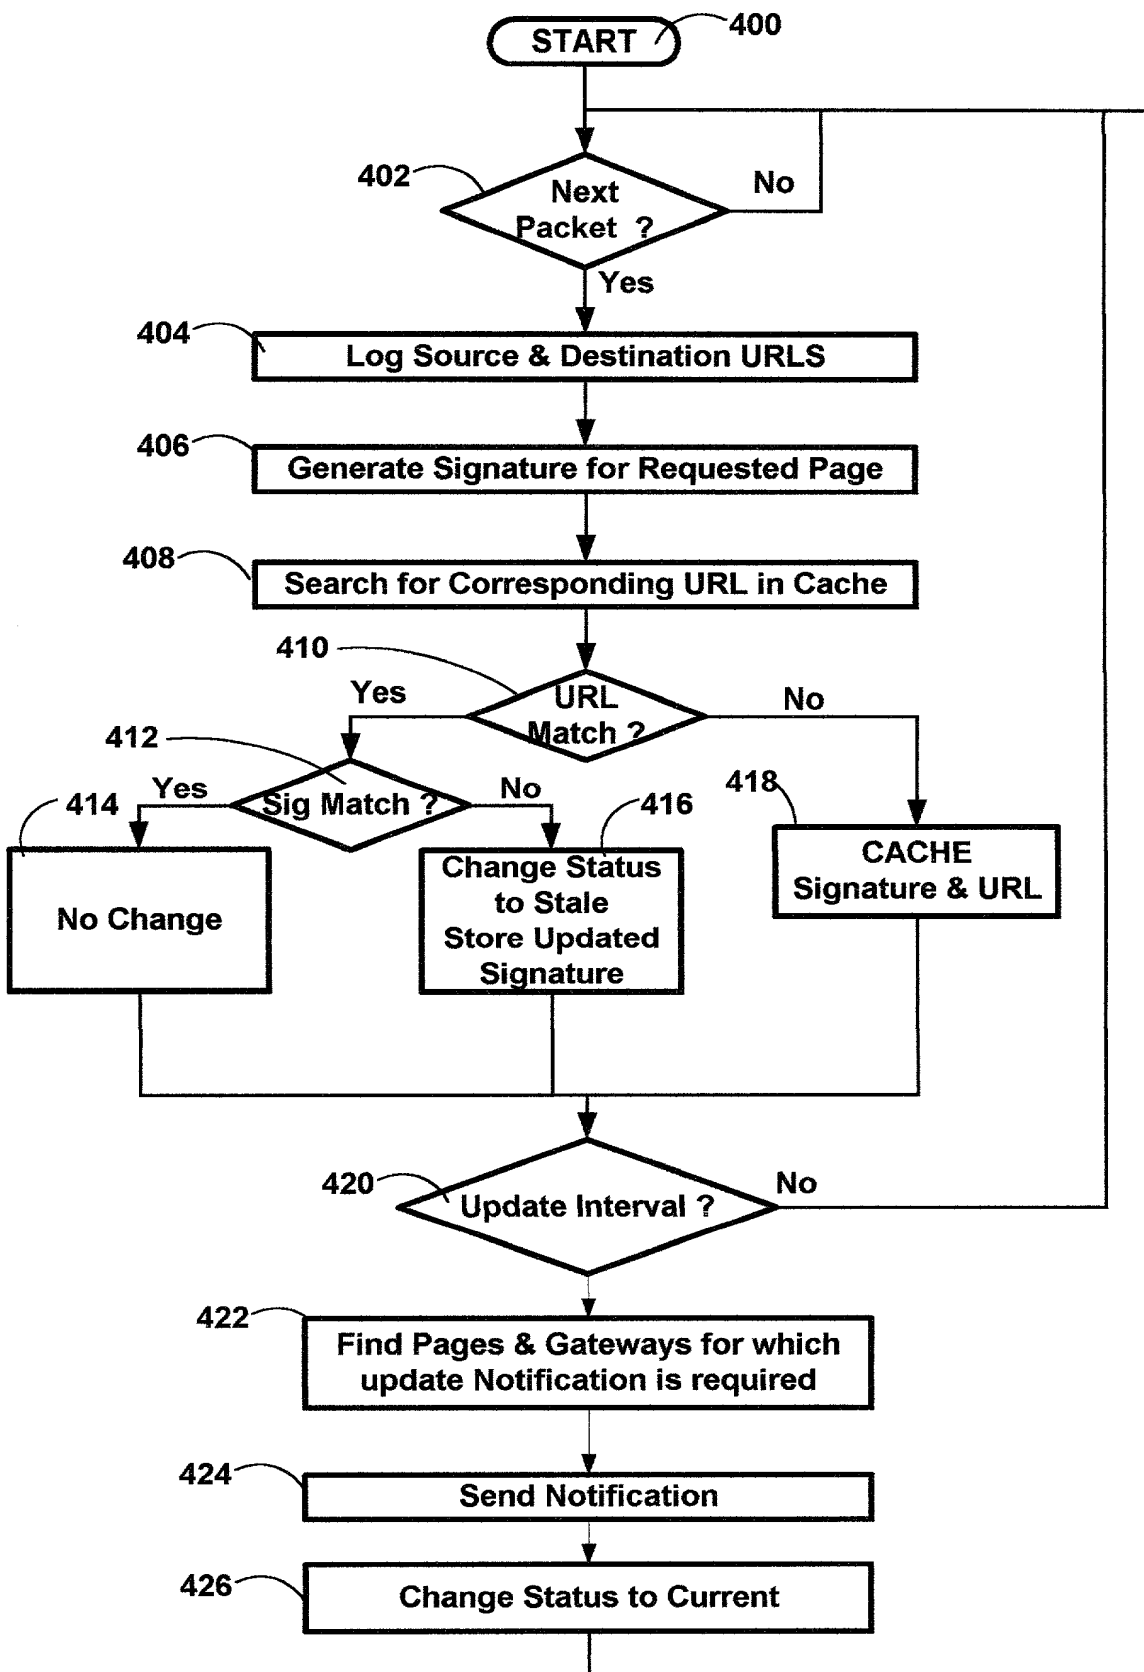 START
400
402
Next
Packet ?
No
Yes
404
Log Source & Destination URLS
406
Generate Signature for Requested Page
408
Search for Corresponding URL in Cache
410
URL
Match ?
Yes
No
412
Sig Match ?
Yes
No
414
No Change
416
Change Status
to Stale
Store Updated
Signature
418
CACHE
Signature & URL
420
Update Interval ?
No
422
Find Pages & Gateways for which
update Notification is required
424
Send Notification
426
Change Status to Current